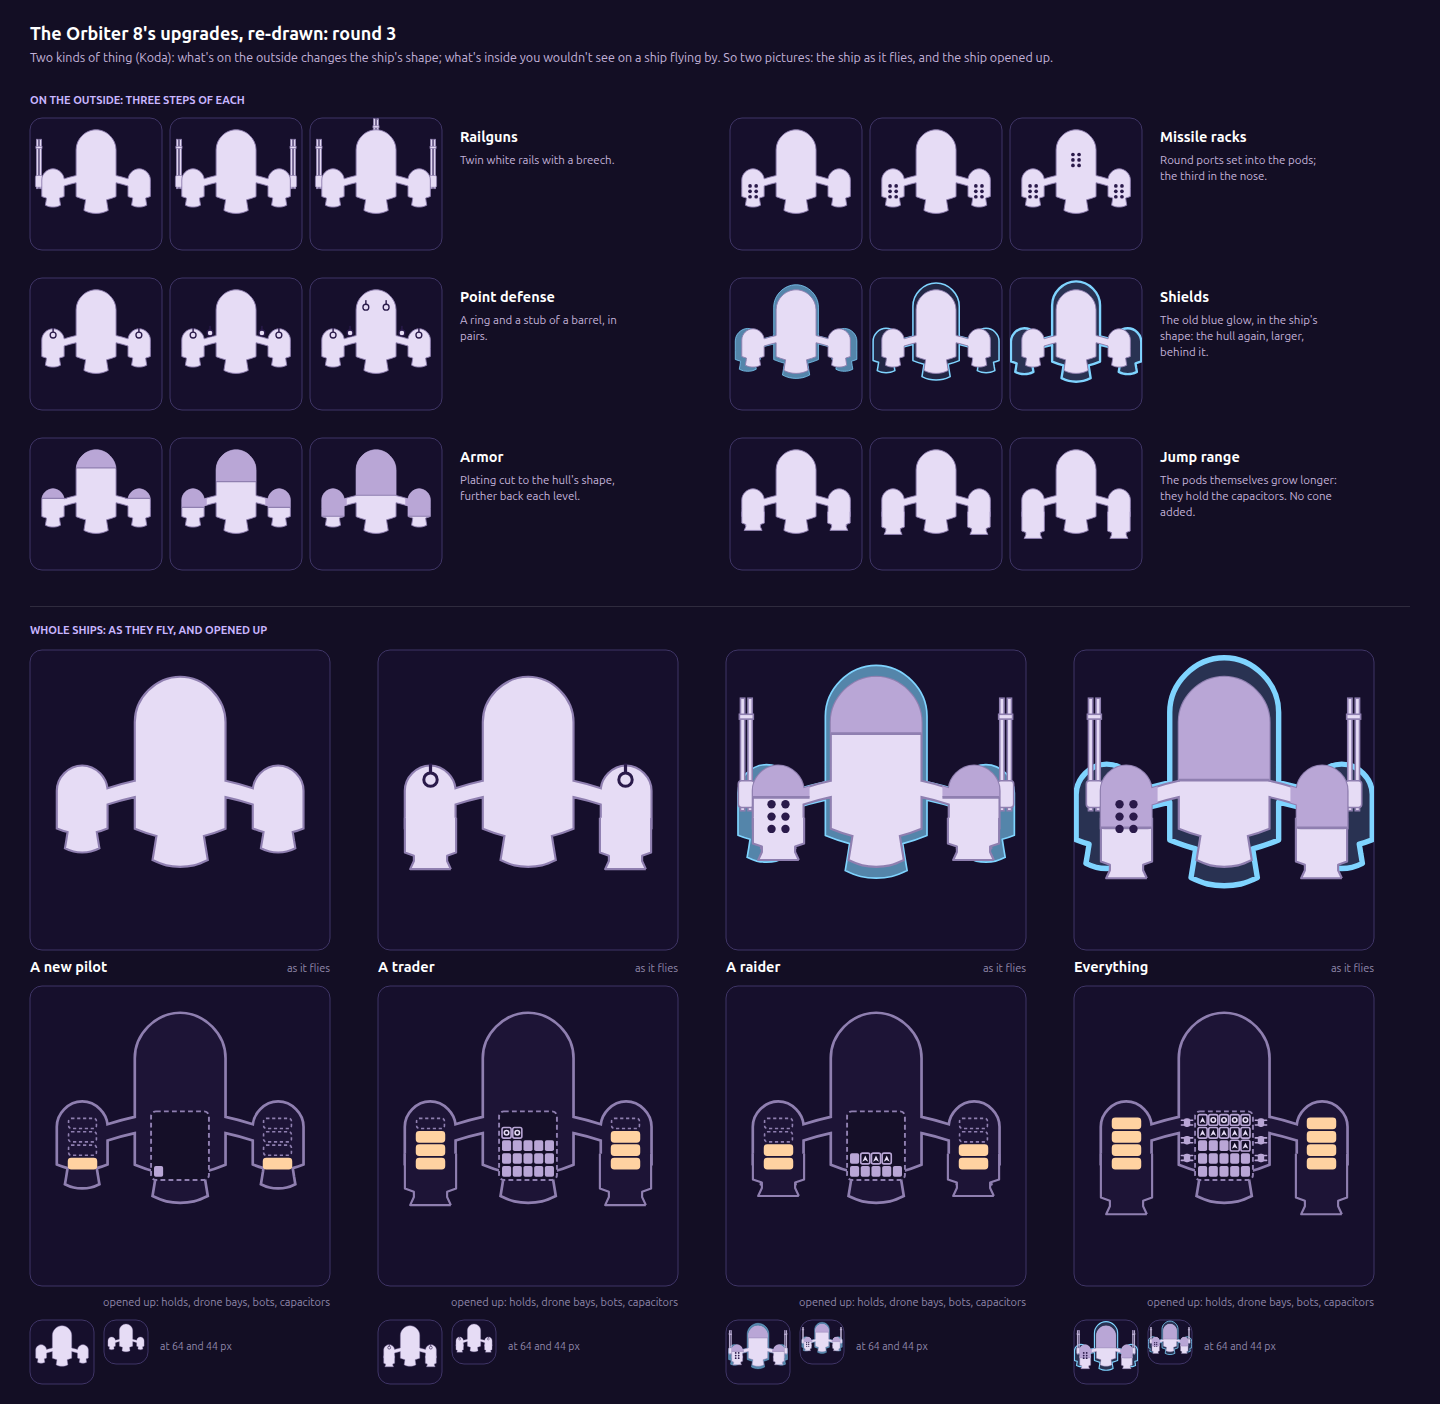 The Orbiter 8's upgrades, re-drawn: round 3
Two kinds of thing (Koda): what's on the outside changes the ship's shape; what's inside you wouldn't see on a ship flying by. So two pictures: the ship as it flies, and the ship opened up.
ON THE OUTSIDE: THREE STEPS OF EACH
Railguns
Twin white rails with a breech.
Missile racks
Round ports set into the pods;
the third in the nose.
Point defense
A ring and a stub of a barrel, in
pairs.
Shields
The old blue glow, in the ship's
shape: the hull again, larger,
behind it.
Armor
Plating cut to the hull's shape,
further back each level.
Jump range
The pods themselves grow longer:
they hold the capacitors. No cone
added.
WHOLE SHIPS: AS THEY FLY, AND OPENED UP
A new pilot
as it flies
A trader
as it flies
A raider
as it flies
Everything
as it flies
opened up: holds, drone bays, bots, capacitors
opened up: holds, drone bays, bots, capacitors
opened up: holds, drone bays, bots, capacitors
opened up: holds, drone bays, bots, capacitors
at 64 and 44 px
at 64 and 44 px
at 64 and 44 px
at 64 and 44 px